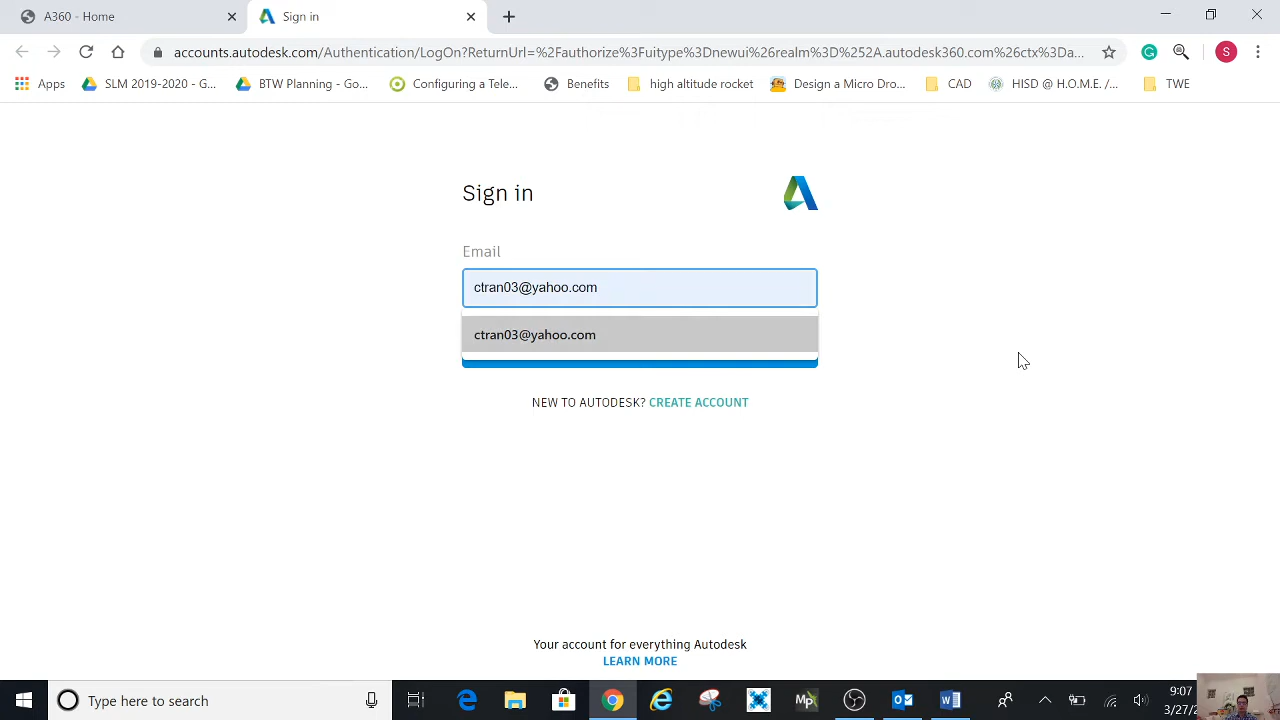 A360 - Home
Sign in
accounts.autodesk.com/Authentication/LogOn?ReturnUrl=%2Fauthorize%3Fuitype%3Dnewui%26realm%3D%252A.autodesk360.com%26ctx%3Da...
S
Apps
SLM 2019-2020 - G...
BTW Planning - Go...
Configuring a Tele...
Benefits
high altitude rocket
Design a Micro Dro...
CAD
HISD @ H.O.M.E. /...
TWE
Sign in
Email
ctran03@yahoo.com
ctran03@yahoo.com
NEW TO AUTODESK? CREATE ACCOUNT
Your account for everything Autodesk
LEARN MORE
Type here to search
9:07
3/27/2